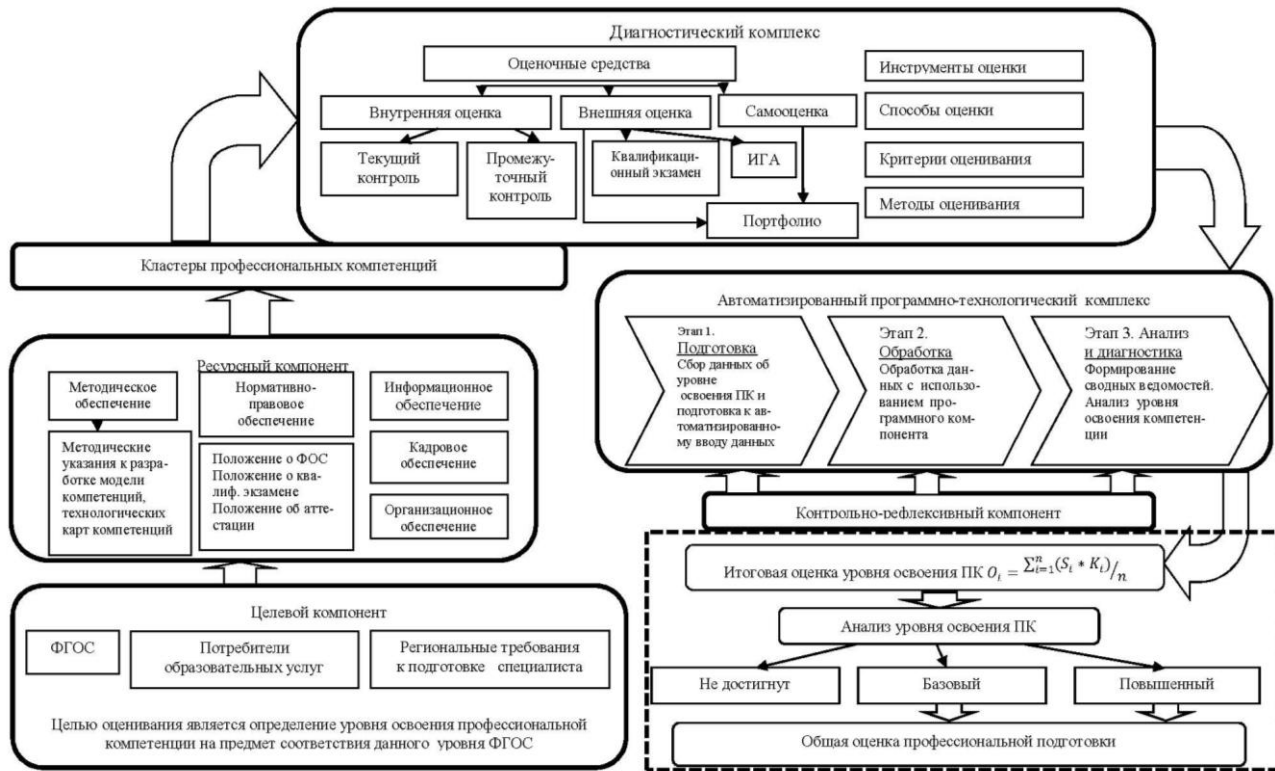 Диагностический комплекс
Оценочные средства
Внутренняя оценка
Внешняя оценка
Самооценка
Текущий
контроль
Промежу-
точный
контроль
Квалификаци-
онный экзамен
ИГА
Портфолио
Инструменты оценки
Способы оценки
Критерии оценивания
Методы оценивания
Кластеры профессиональных компетенций
Ресурсный компонент
Методическое
обеспечение
Методические
указания к разра-
ботке модели
компетенций,
технологических
карт компетенций
Нормативно-
правовое
обеспечение
Положение о ФОС
Положение о ква-
лиф. экзамене
Положение об атте-
стации
Информационное
обеспечение
Кадровое
обеспечение
Организационное
обеспечение
Целевой компонент
ФГОС
Потребители
образовательных услуг
Региональные требования
к подготовке специалиста
Целью оценивания является определение уровня освоения профессиональной
компетенции на предмет соответствия данного уровня ФГОС
Автоматизированный программно-технологический комплекс
Этап 1.
Подготовка
Сбор данных об
уровне
освоения ПК и
подготовка к ав-
томатизированно-
му вводу данных
Этап 2.
Обработка
Обработка дан-
ных с использо-
ванием про-
граммного ком-
понента
Этап 3. Анализ
и диагностика
Формирование
сводных ведомостей.
Анализ уровня
освоения компетен-
ции
Контрольно-рефлексивный компонент
Итоговая оценка уровня освоения ПК O_i = ∑_{i=1}^{n}(S_i * K_i)/n
Анализ уровня освоения ПК
Не достигнут
Базовый
Повышенный
Общая оценка профессиональной подготовки